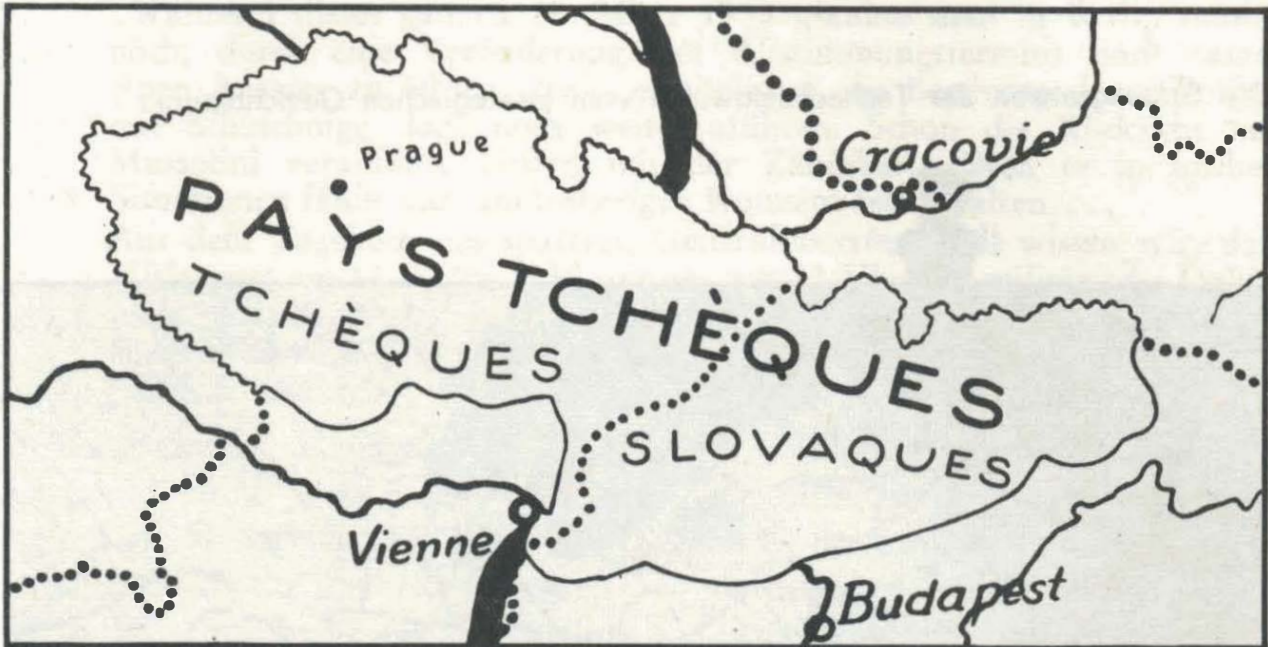 Prague
Cracovie
PAYS TCHÈQUES
TCHÈQUES
SLOVAQUES
Vienne
Budapest